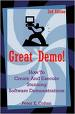 2nd Edition
Great Demo!
How To
Create And Execute
Stunning
Software Demonstrations
Peter E. Cohan